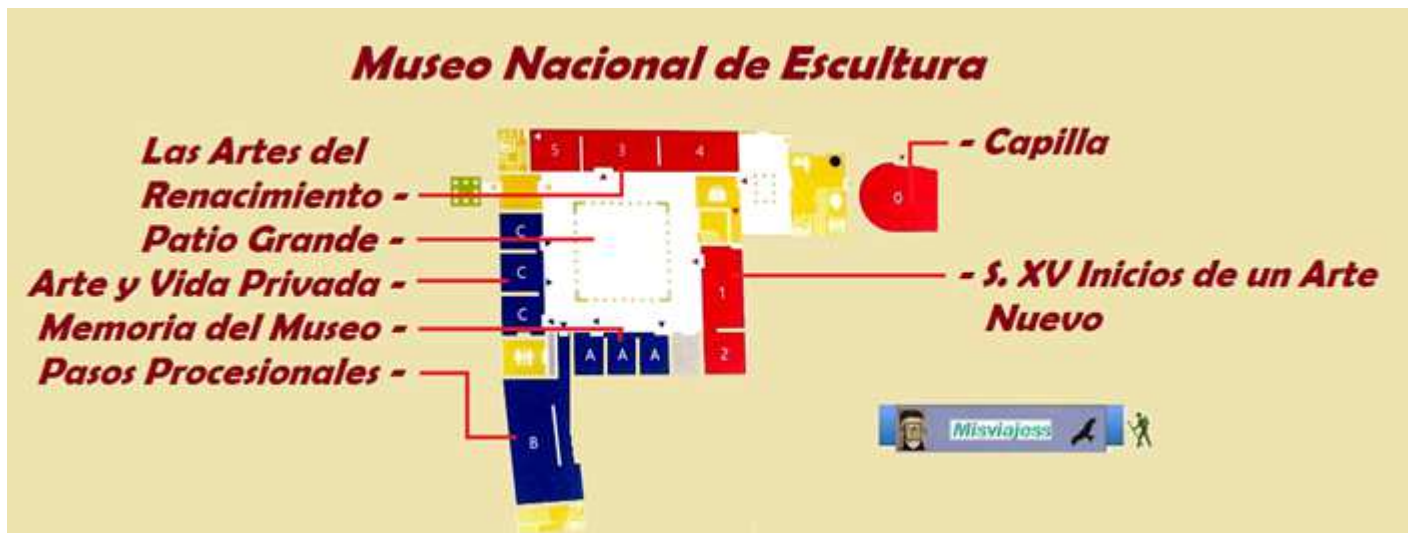 Museo Nacional de Escultura
Las Artes del
Renacimiento -
Patio Grande -
Arte y Vida Privada -
Memoria del Museo -
Pasos Procesionales -
- Capilla
- S. XV Inicios de un Arte
Nuevo
5 3 4
0
C
C
C
1
2
A A A
B
Misviajess